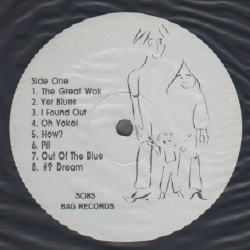 Side One
1. The Great Wok
2. Yer Blues
3. I Found Out
4. Oh Yoko!
5. How?
6. Pill
7. Out Of The Blue
8. #9 Dream
SO83
BAG RECORDS